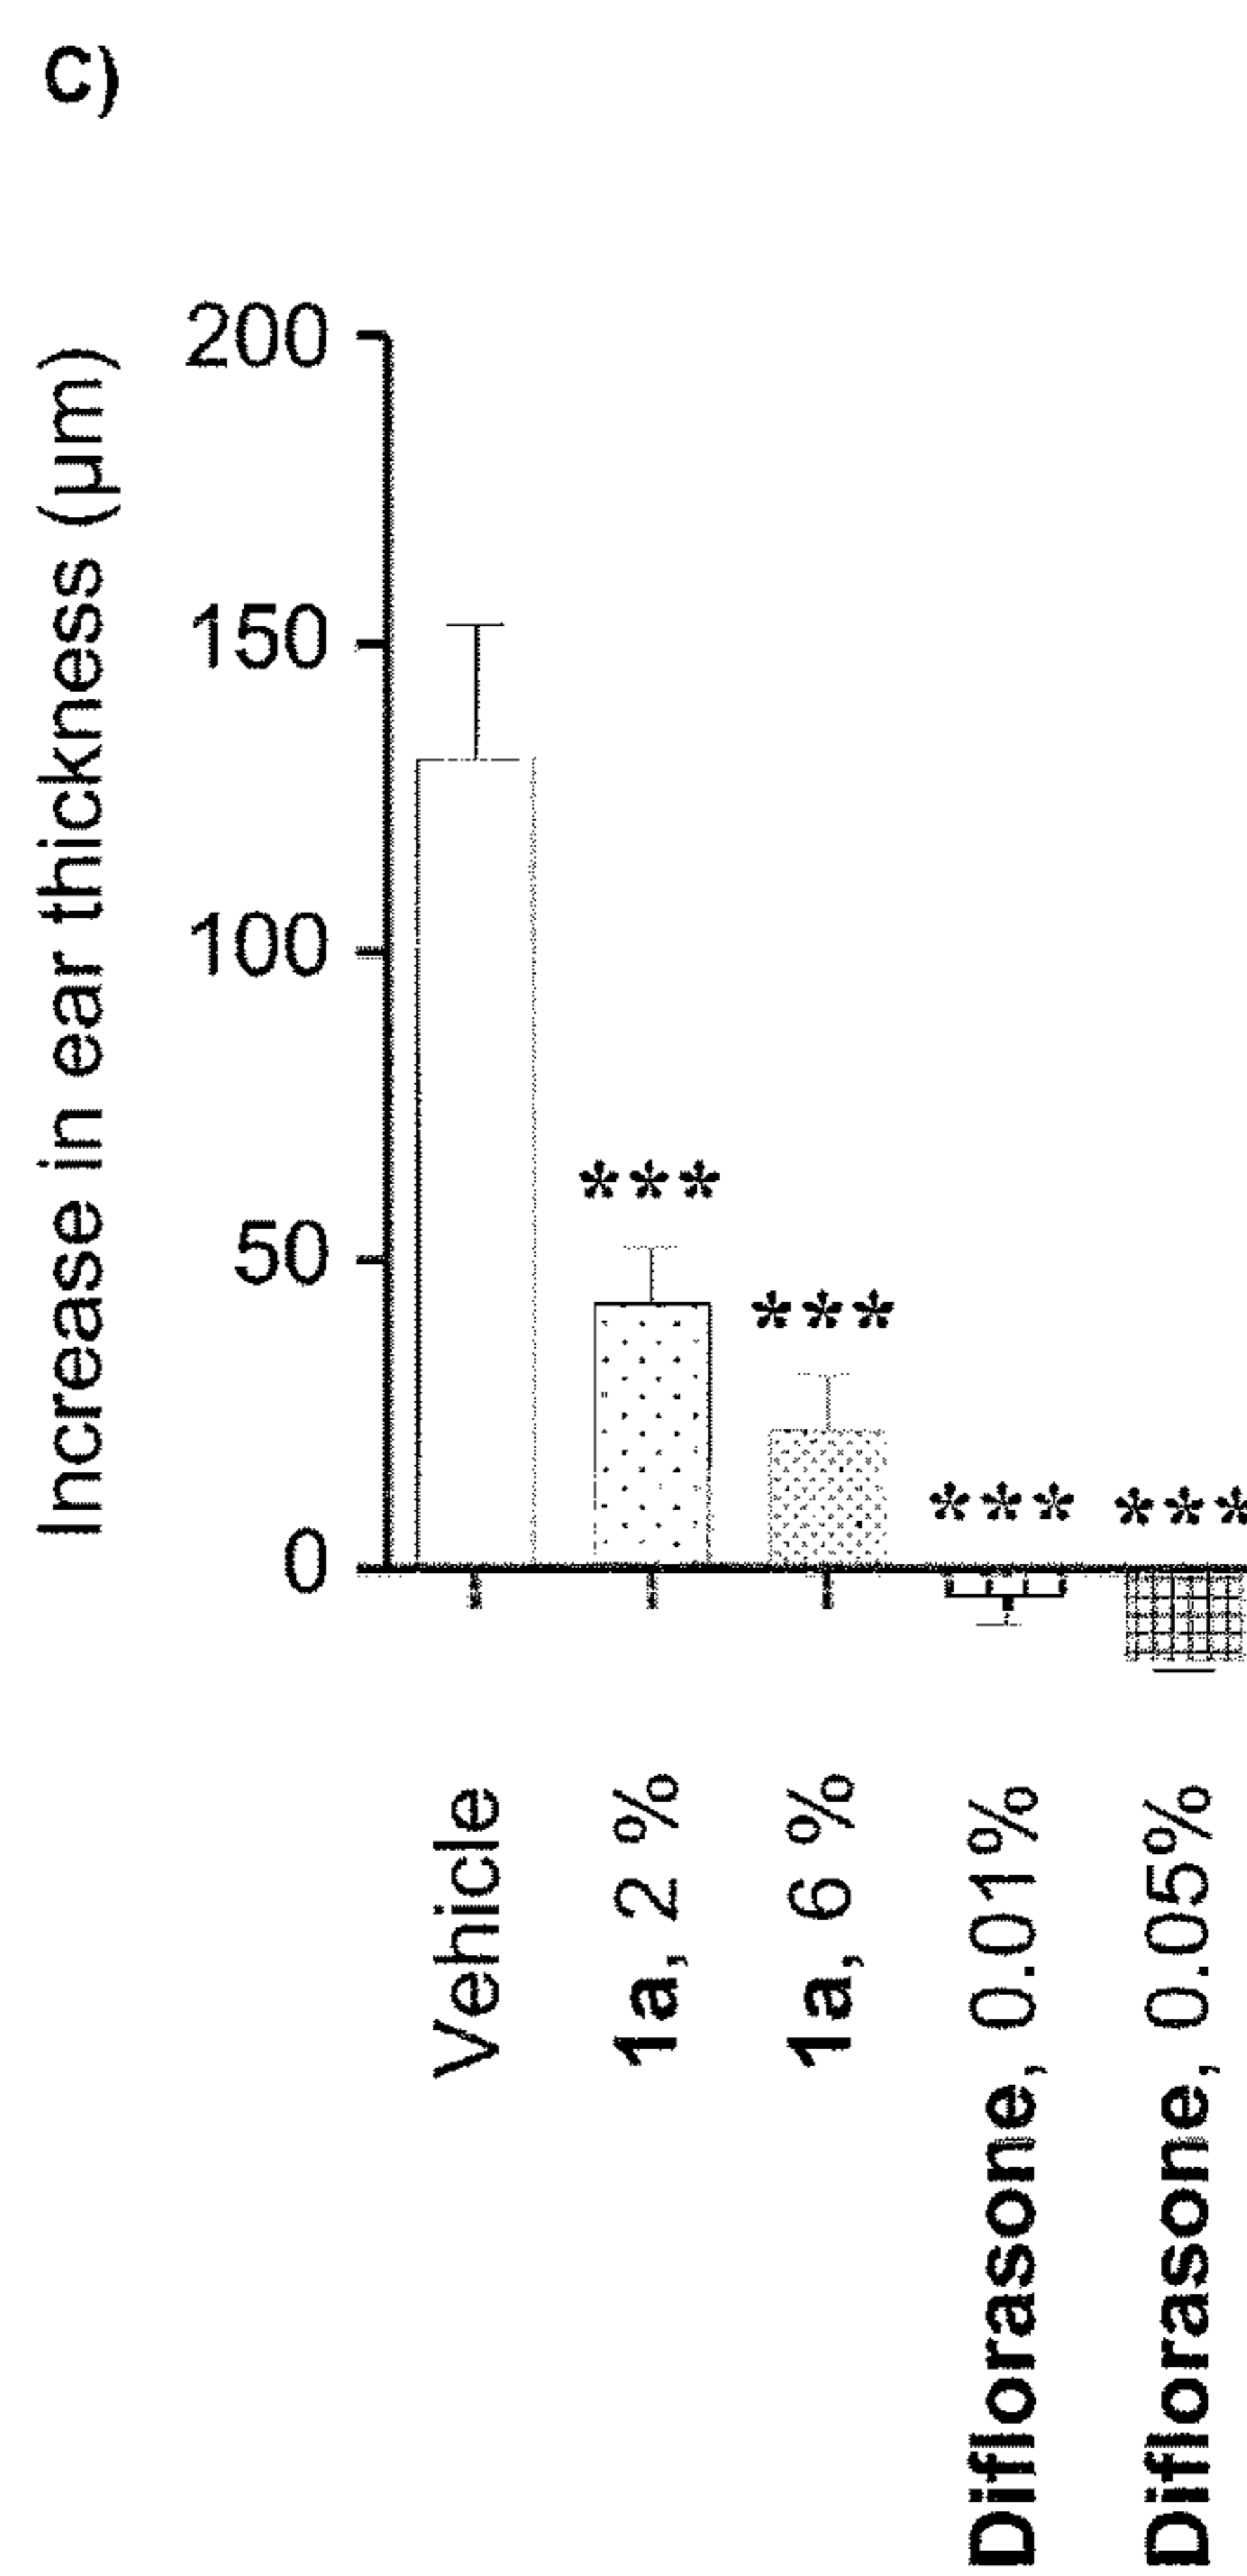 C)
Increase in ear thickness (µm)
200
150
100
50
0
***
***
***
***
Vehicle
1a, 2 %
1a, 6 %
Diflorasone, 0.01%
Diflorasone, 0.05%